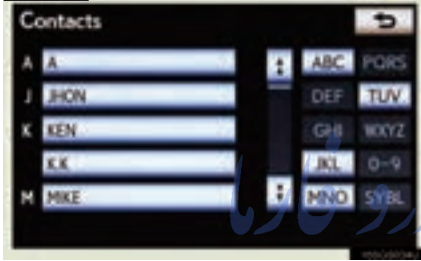 Contacts
A A ABC PQRS
J JHON DEF TUV
K KEN GHI WXYZ
K.K JKL 0-9
M MIKE MNO SYBL